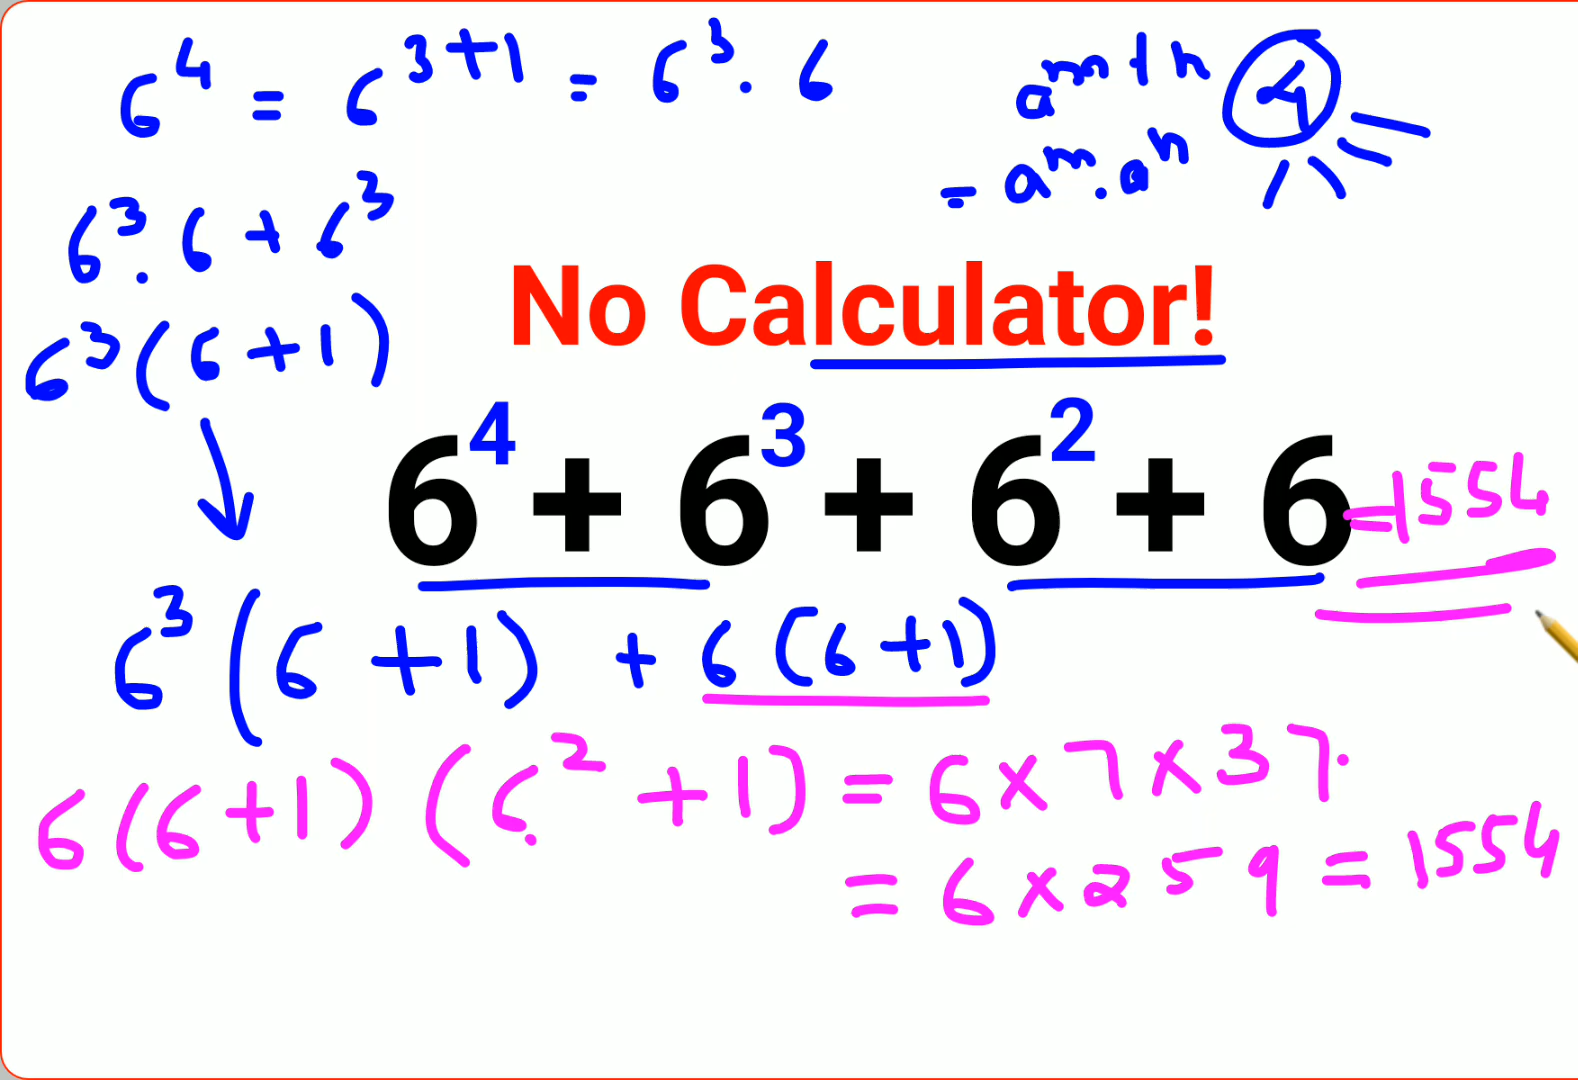 6⁴ = 6³⁺¹ = 6³ · 6
aᵐ⁺ⁿ
= aᵐ · aⁿ
4
6³ · 6 + 6³
6³(6+1)
No Calculator!
6⁴ + 6³ + 6² + 6 = 1554
6³(6+1) + 6(6+1)
6(6+1)(6²+1) = 6×7×37.
= 6×259 = 1554